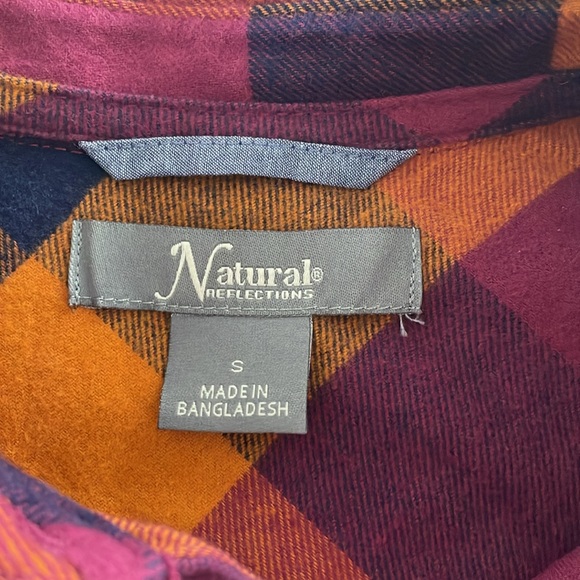 Natural®
REFLECTIONS
S
MADE IN
BANGLADESH